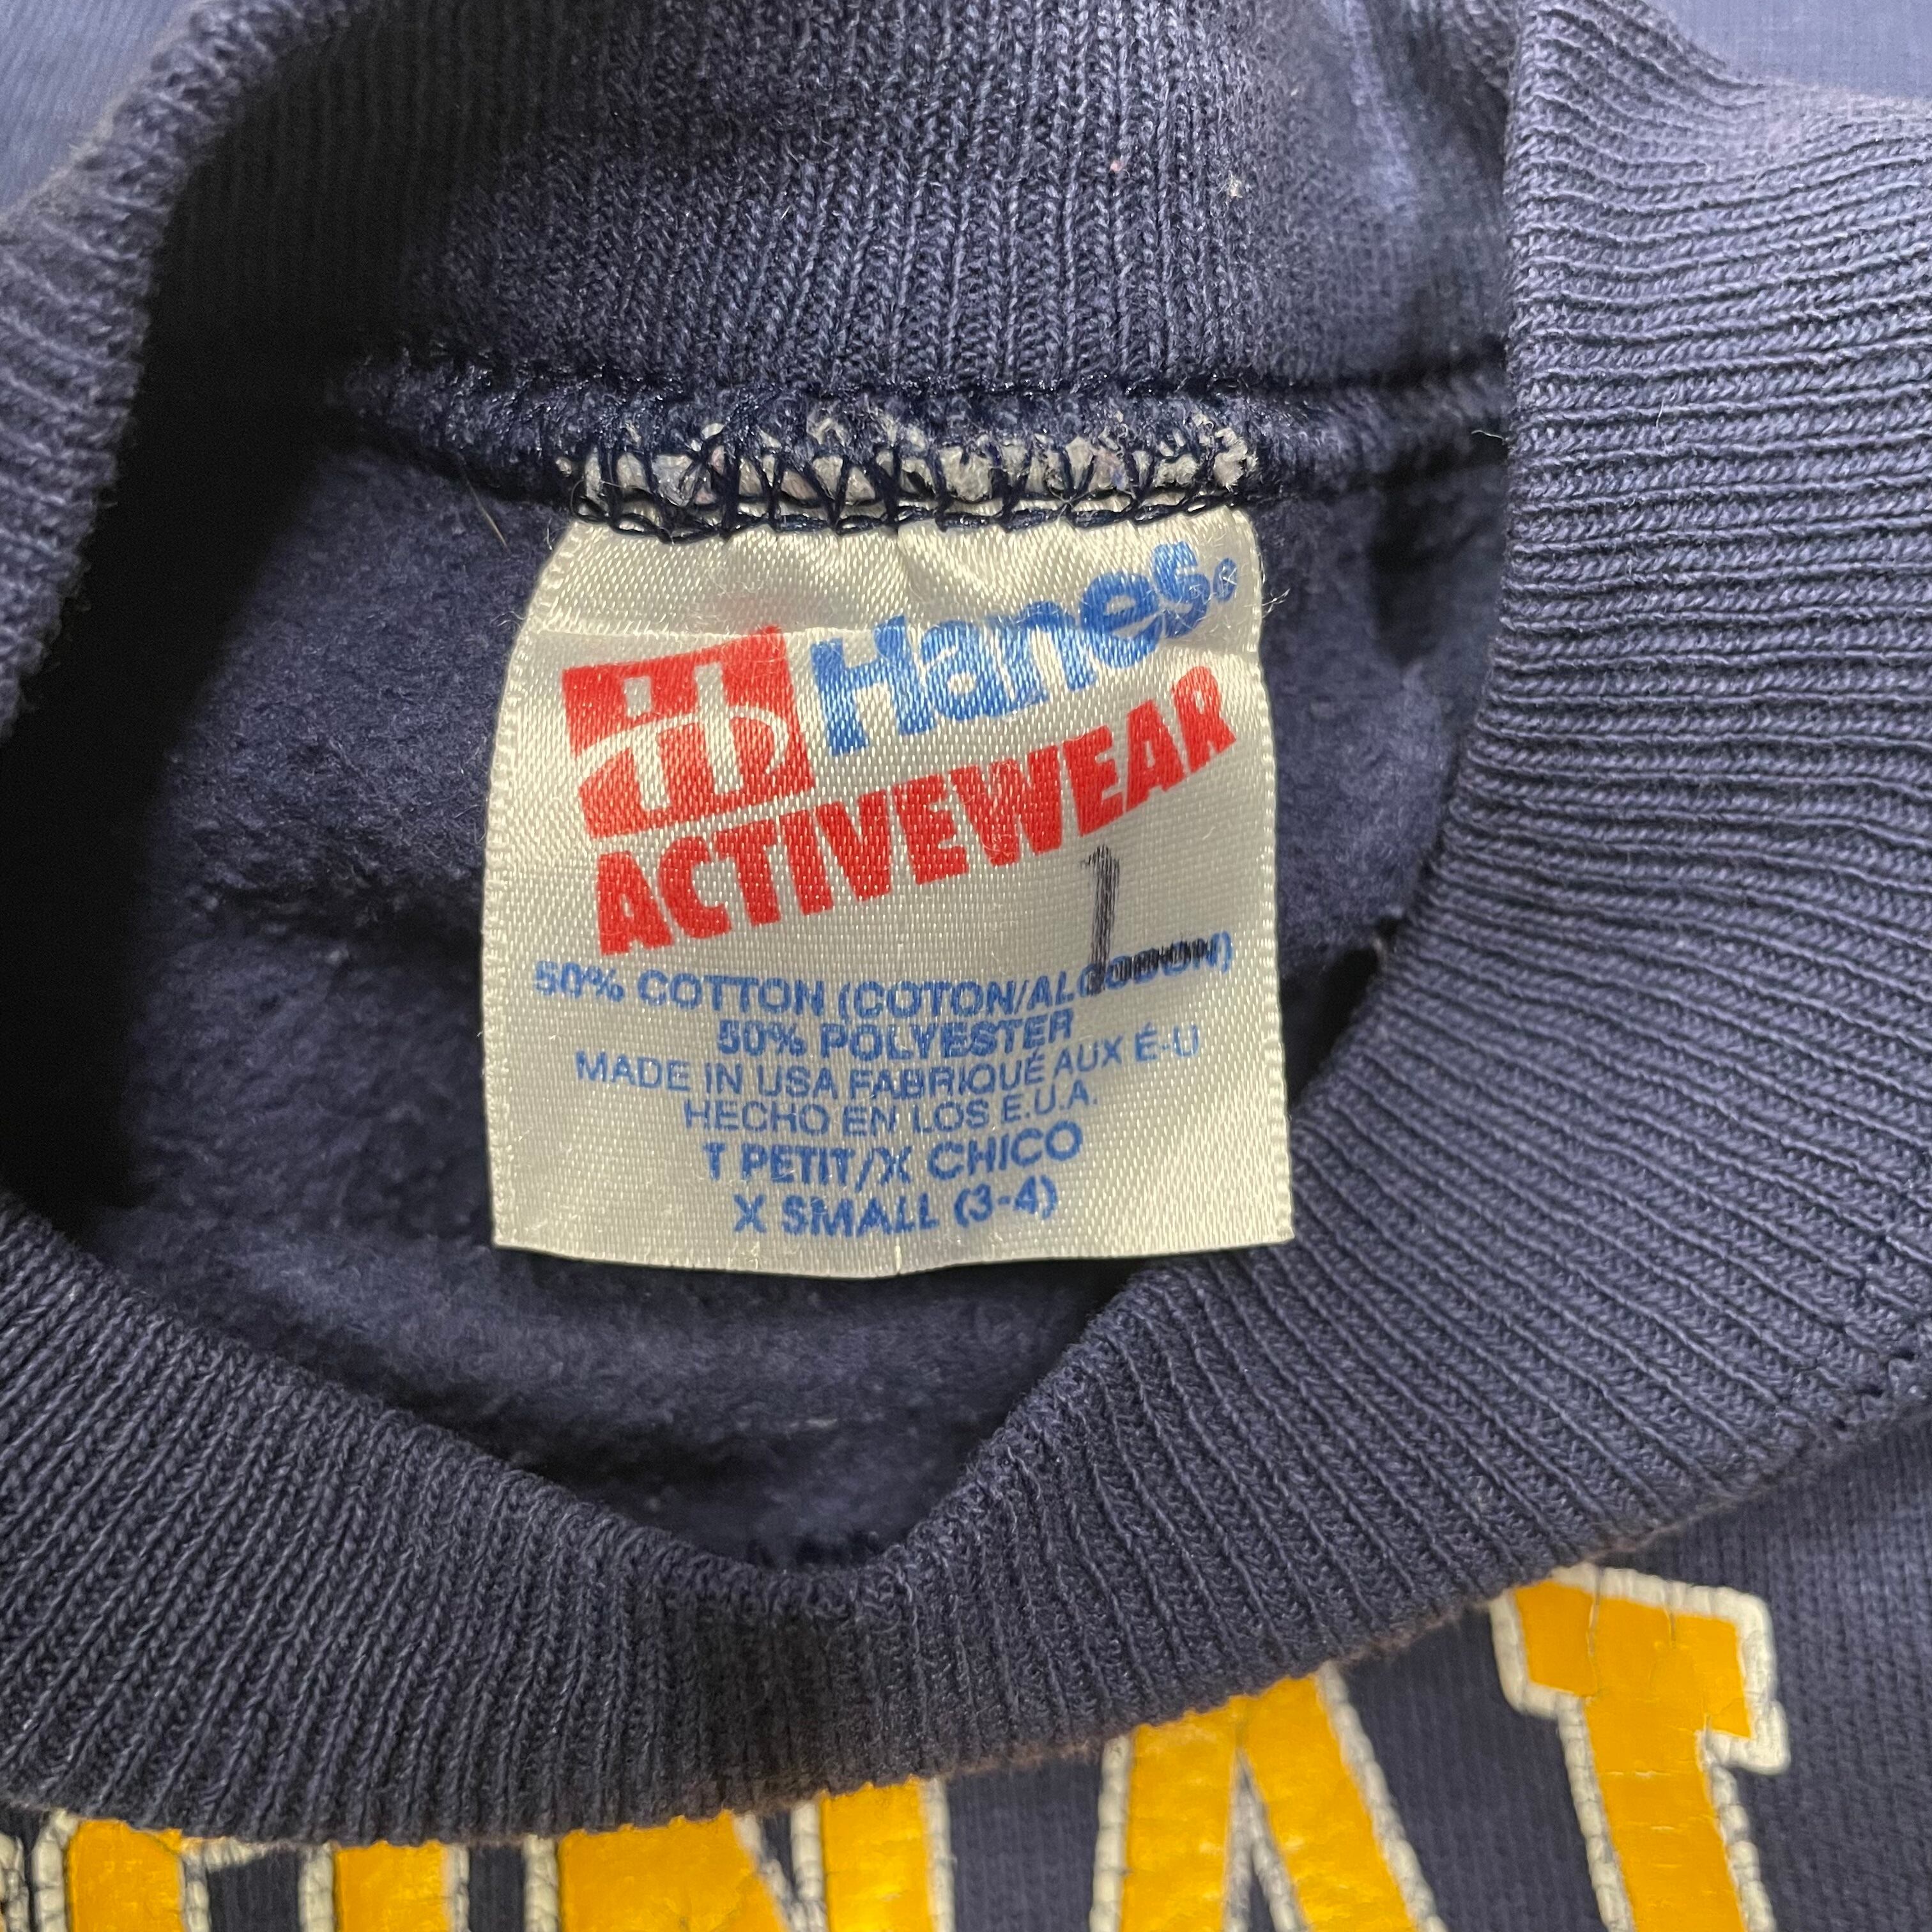 Hanes®
ACTIVEWEAR
50% COTTON (COTON/ALGODON)
50% POLYESTER
MADE IN USA FABRIQUÉ AUX É-U
HECHO EN LOS E.U.A.
T PETIT/X CHICO
X SMALL (3-4)